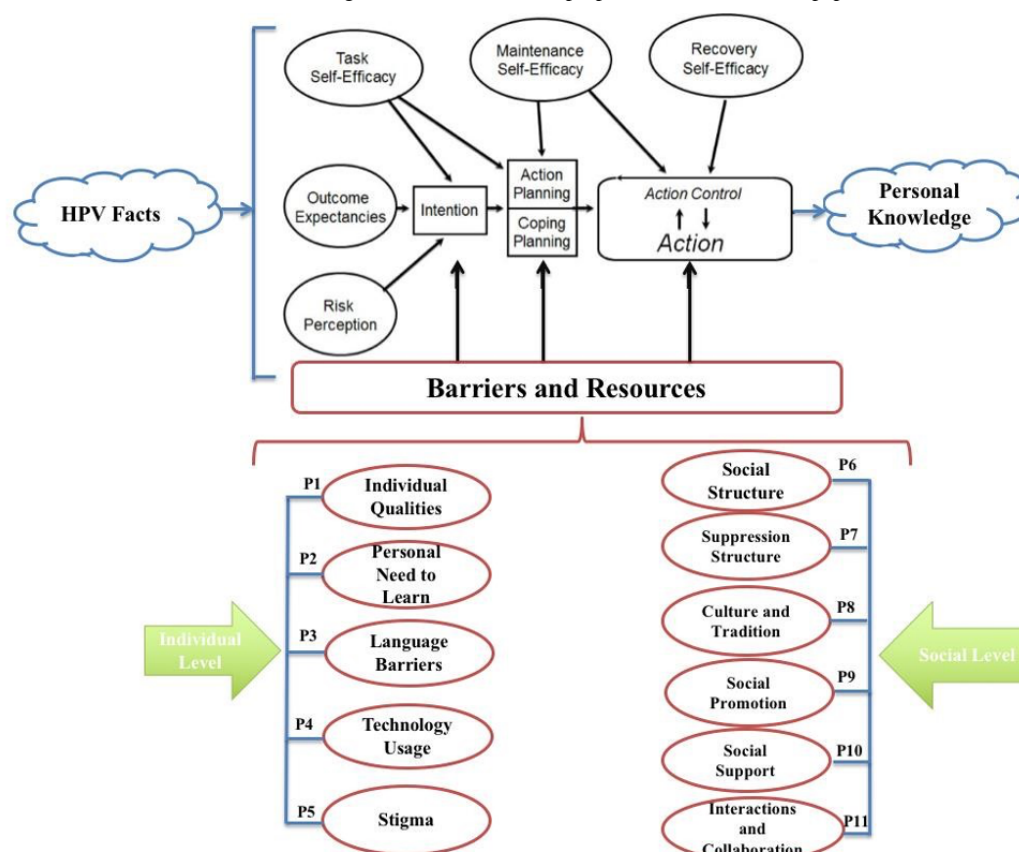 Task
Self-Efficacy
Maintenance
Self-Efficacy
Recovery
Self-Efficacy
HPV Facts
Outcome
Expectancies
Intention
Action
Planning
Coping
Planning
Action Control
Action
Personal
Knowledge
Risk
Perception
Barriers and Resources
P1
Individual
Qualities
P2
Personal
Need to
Learn
P3
Language
Barriers
P4
Technology
Usage
P5
Stigma
Individual
Level
Social
Structure
P6
Suppression
Structure
P7
Culture and
Tradition
P8
Social
Promotion
P9
Social
Support
P10
Interactions
and
Collaboration
P11
Social Level